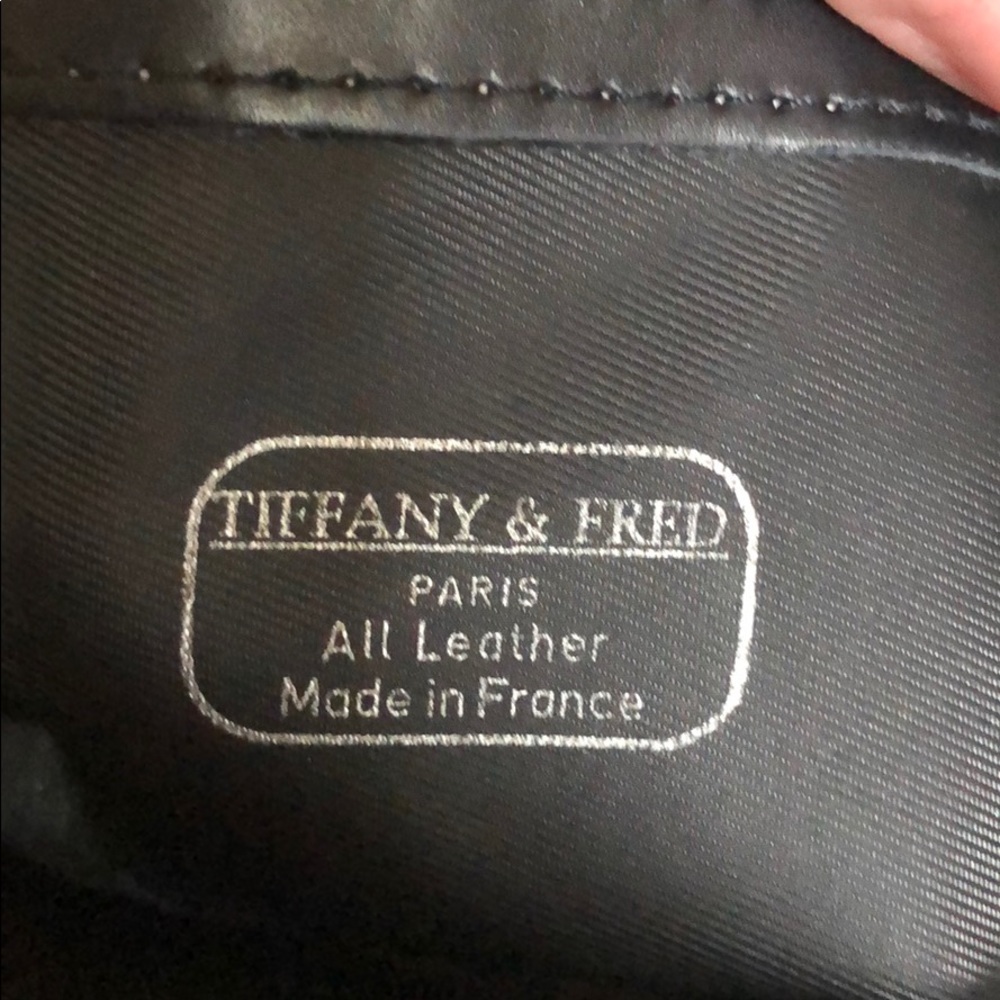 TIFFANY & FRED
PARIS
All Leather
Made in France